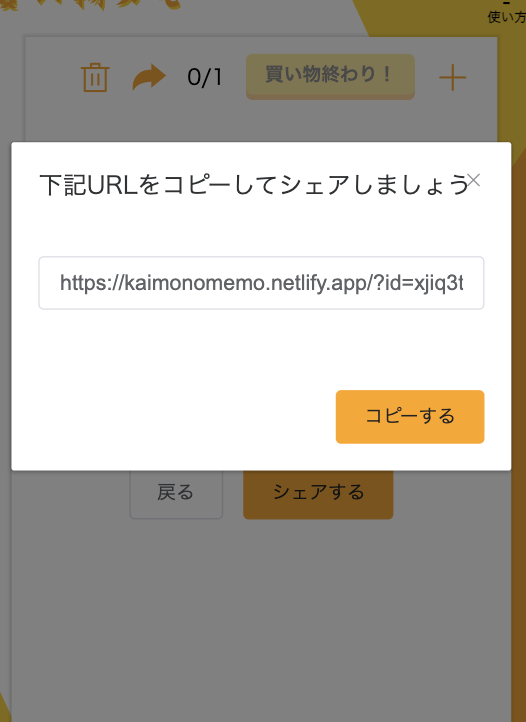 使い方
0/1
買い物終わり！
下記URLをコピーしてシェアしましょう
https://kaimonomemo.netlify.app/?id=xjiq3t
コピーする
戻る
シェアする